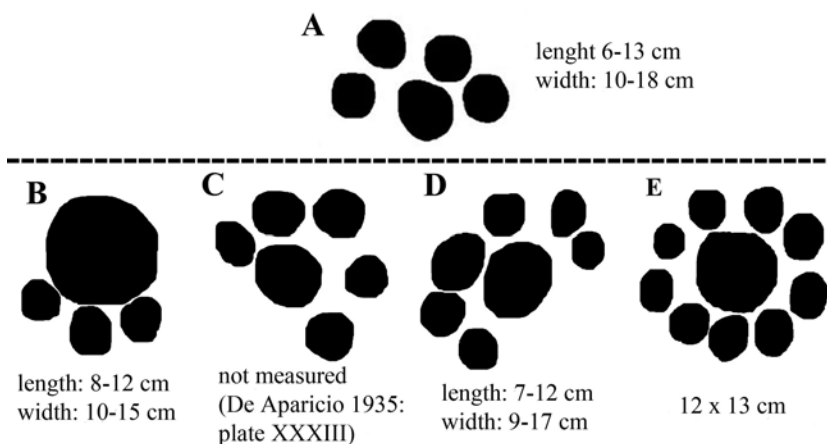 A
lenght 6-13 cm
width: 10-18 cm
B
C
D
E
length: 8-12 cm
width: 10-15 cm
not measured
(De Aparicio 1935:
plate XXXIII)
length: 7-12 cm
width: 9-17 cm
12 x 13 cm